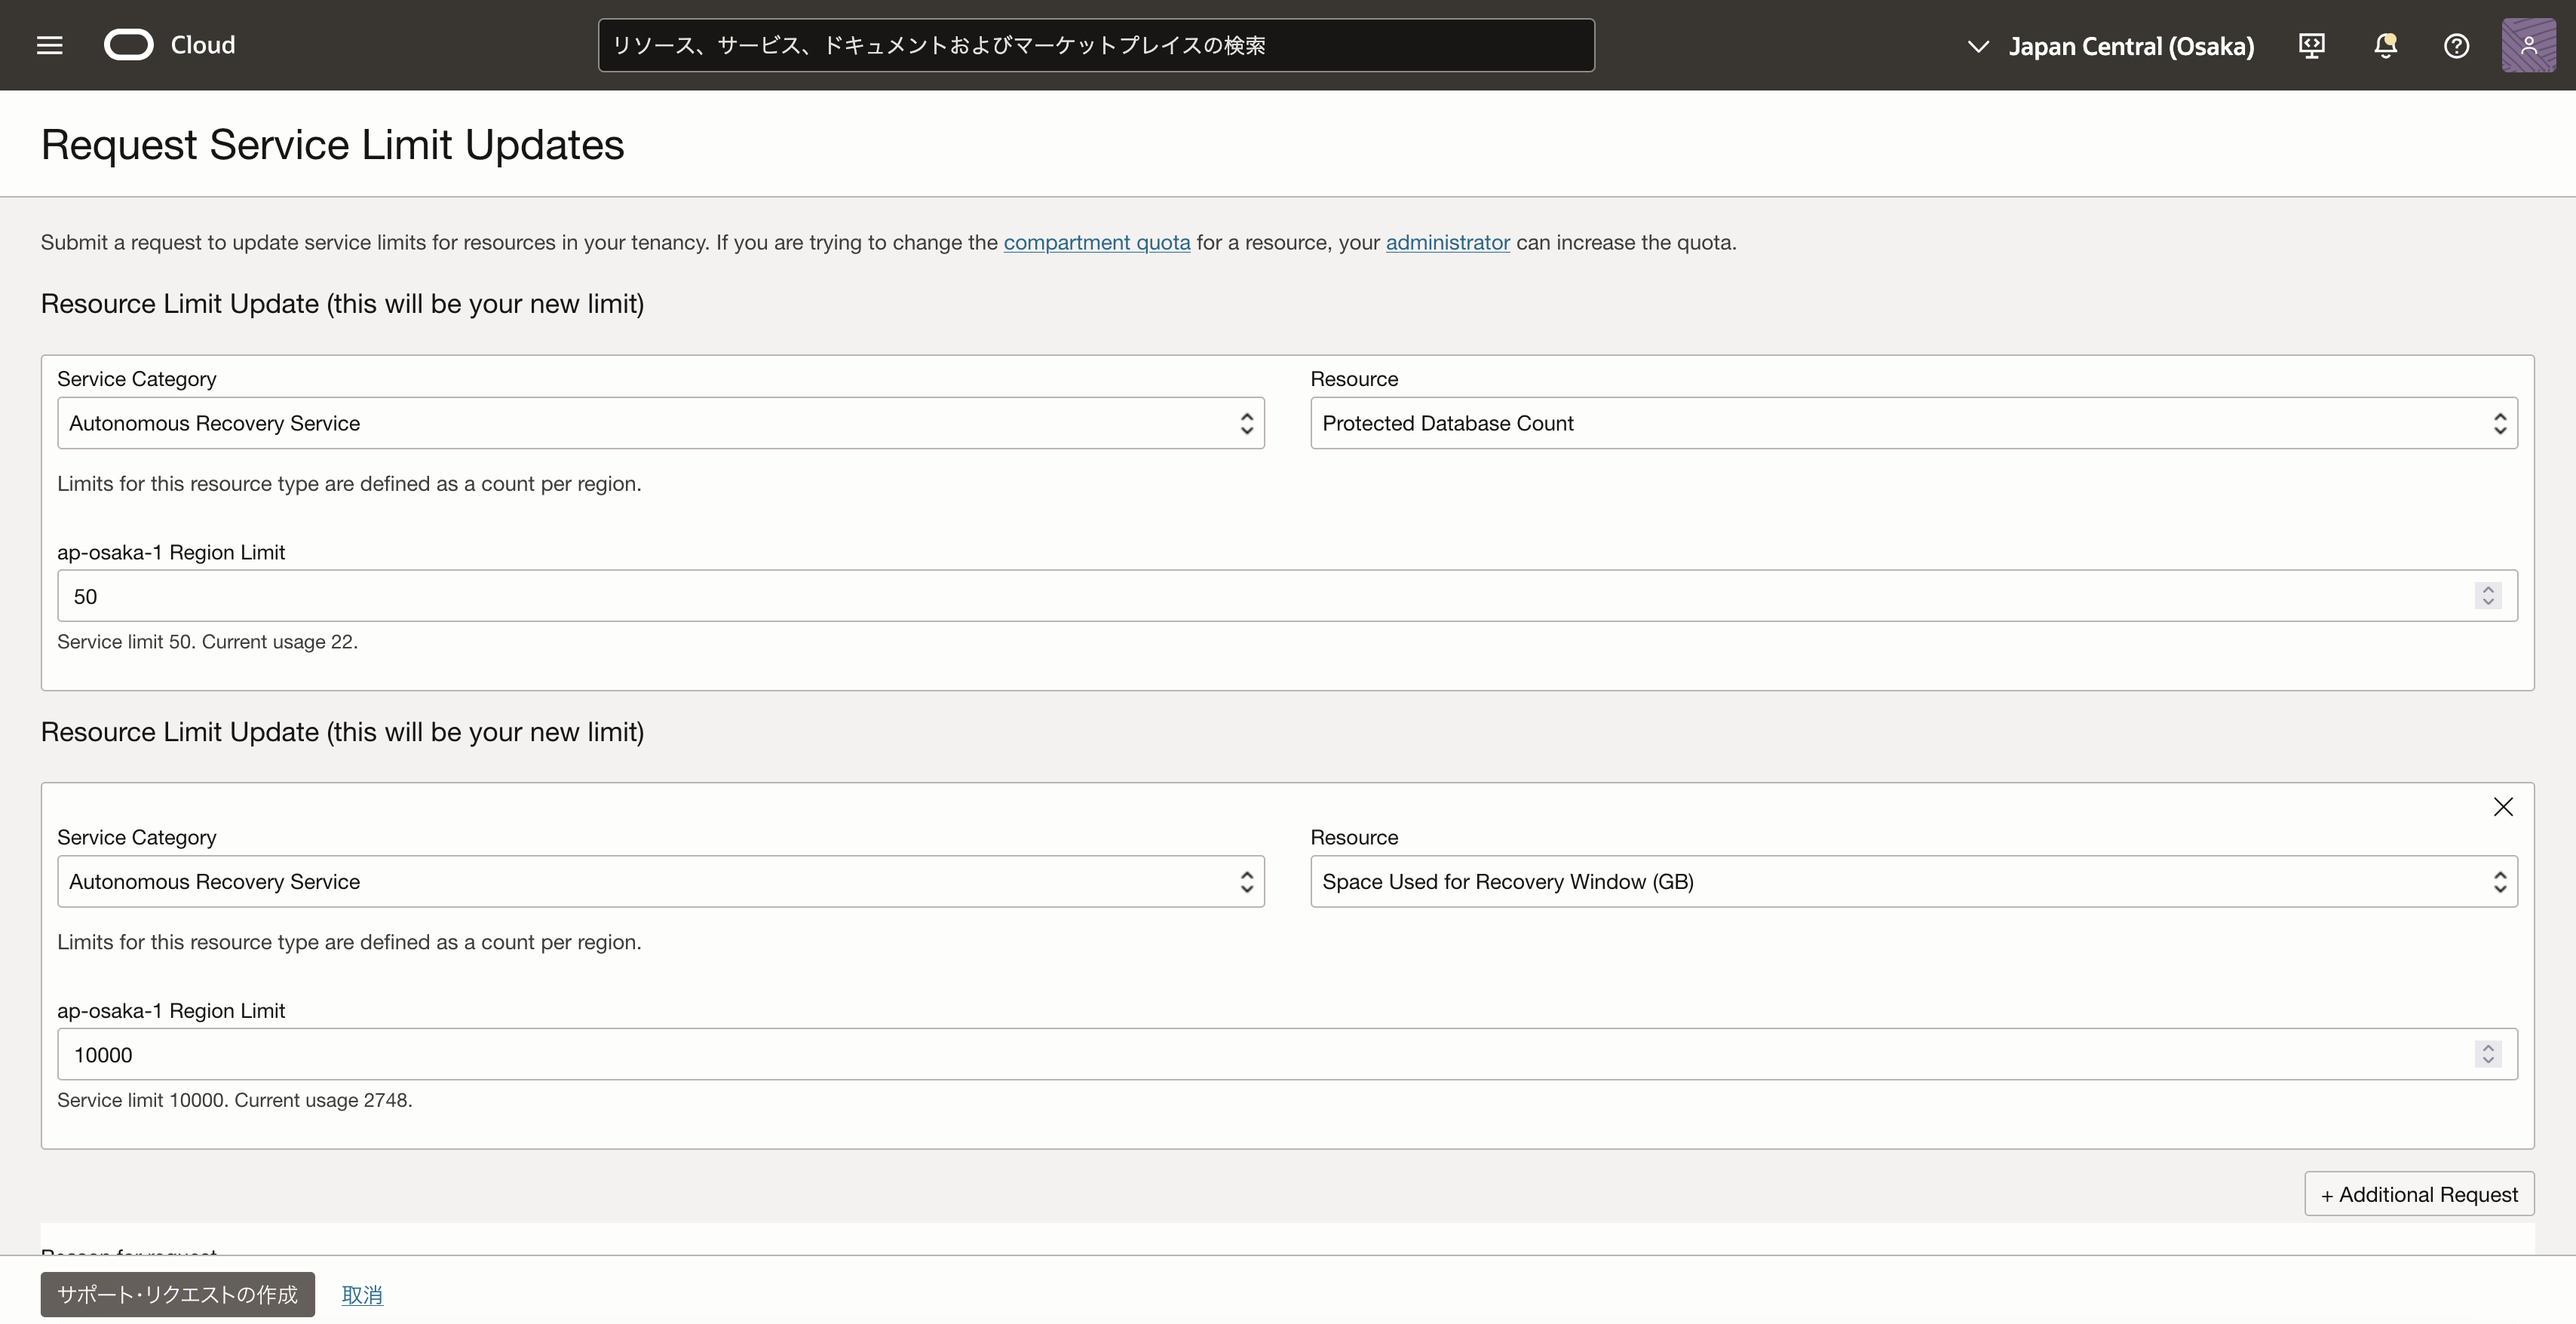 Cloud
リソース、サービス、ドキュメントおよびマーケットプレイスの検索
Japan Central (Osaka)
Request Service Limit Updates
Submit a request to update service limits for resources in your tenancy. If you are trying to change the compartment quota for a resource, your administrator can increase the quota.
Resource Limit Update (this will be your new limit)
Service Category
Resource
Autonomous Recovery Service
Protected Database Count
Limits for this resource type are defined as a count per region.
ap-osaka-1 Region Limit
50
Service limit 50. Current usage 22.
Resource Limit Update (this will be your new limit)
Service Category
Resource
Autonomous Recovery Service
Space Used for Recovery Window (GB)
Limits for this resource type are defined as a count per region.
ap-osaka-1 Region Limit
10000
Service limit 10000. Current usage 2748.
+ Additional Request
Reason for request
サポート・リクエストの作成
取消